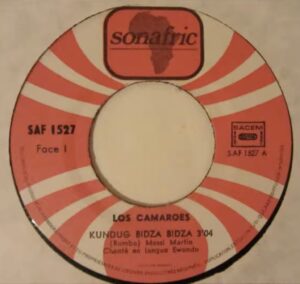 sonafric
SAF 1527
Face 1
SACEM
SAF 1527 A
LOS CAMAROES
KUNDUG BIDZA BIDZA 3'04
(Rumba) Messi Martin
Chanté en langue Ewondo